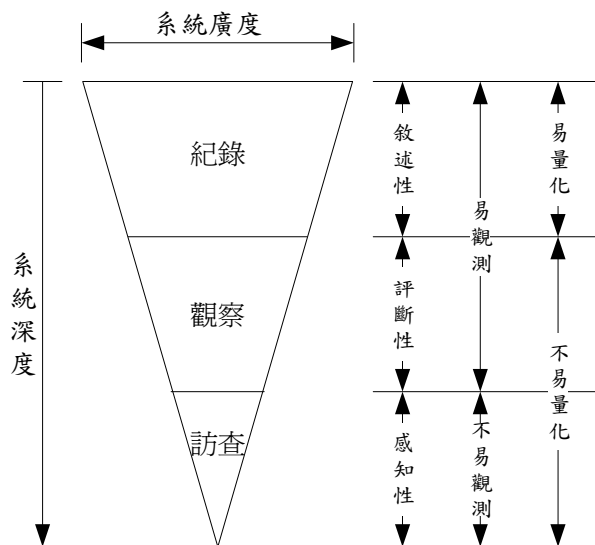 系統廣度
系統深度
紀錄
觀察
訪查
敘述性
評斷性
感知性
易觀測
不易觀測
易量化
不易量化